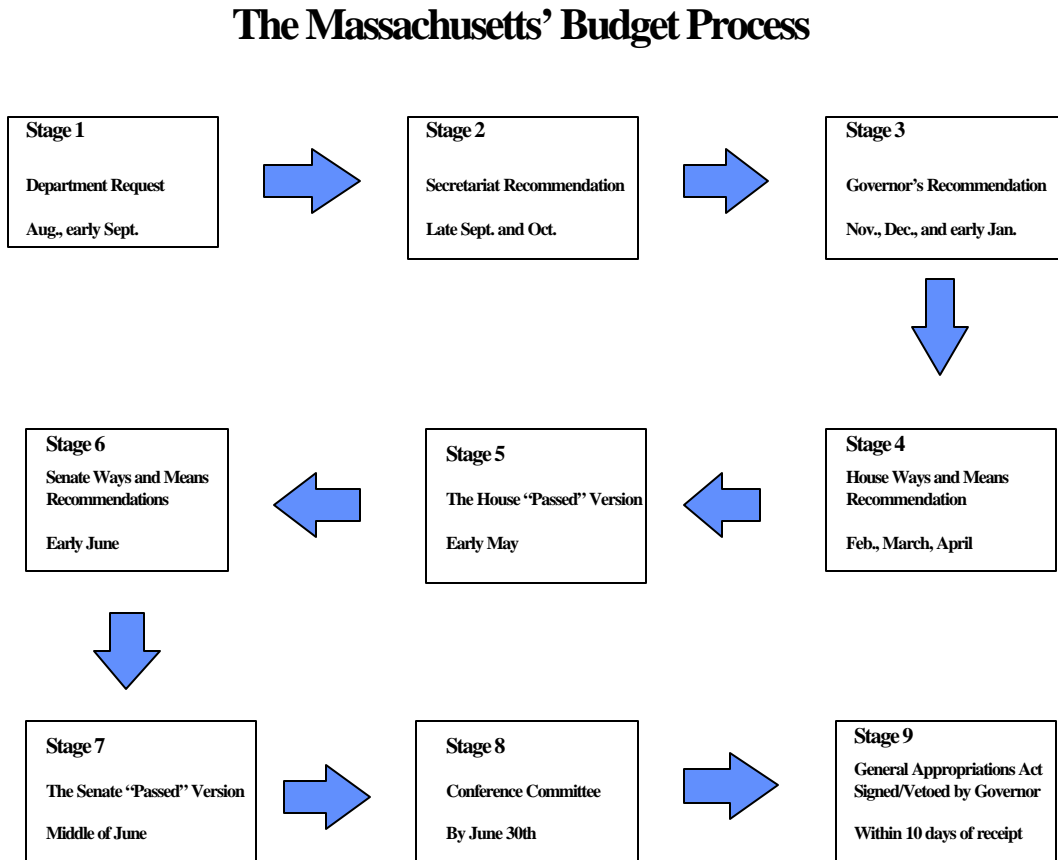 The Massachusetts’ Budget Process
Stage 1
Department Request
Aug., early Sept.
Stage 2
Secretariat Recommendation
Late Sept. and Oct.
Stage 3
Governor’s Recommendation
Nov., Dec., and early Jan.
Stage 4
House Ways and Means
Recommendation
Feb., March, April
Stage 5
The House “Passed” Version
Early May
Stage 6
Senate Ways and Means
Recommendations
Early June
Stage 7
The Senate “Passed” Version
Middle of June
Stage 8
Conference Committee
By June 30th
Stage 9
General Appropriations Act
Signed/Vetoed by Governor
Within 10 days of receipt